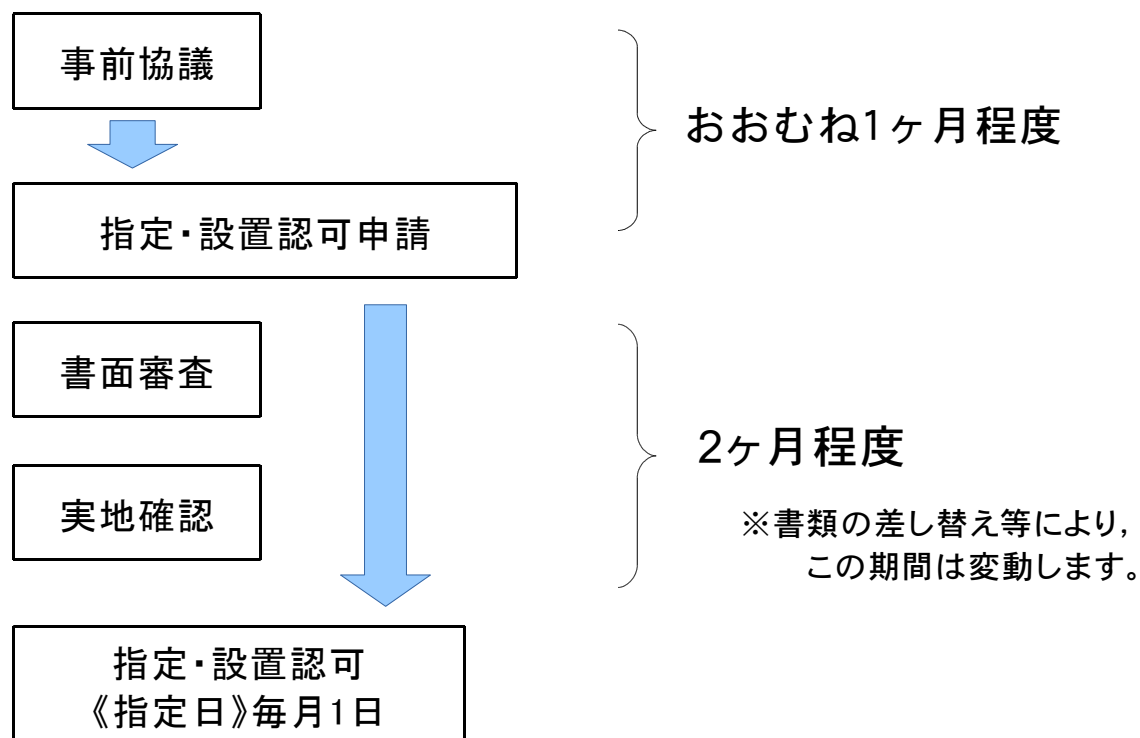 事前協議
おおむね1ヶ月程度
指定・設置認可申請
書面審査
2ヶ月程度
実地確認
※書類の差し替え等により,
この期間は変動します。
指定・設置認可
《指定日》毎月1日